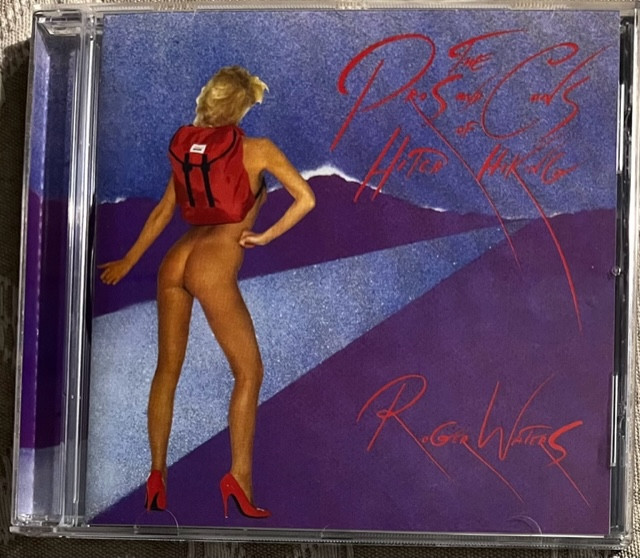 The
Pros and Cons
of
Hitch Hiking
Roger Waters